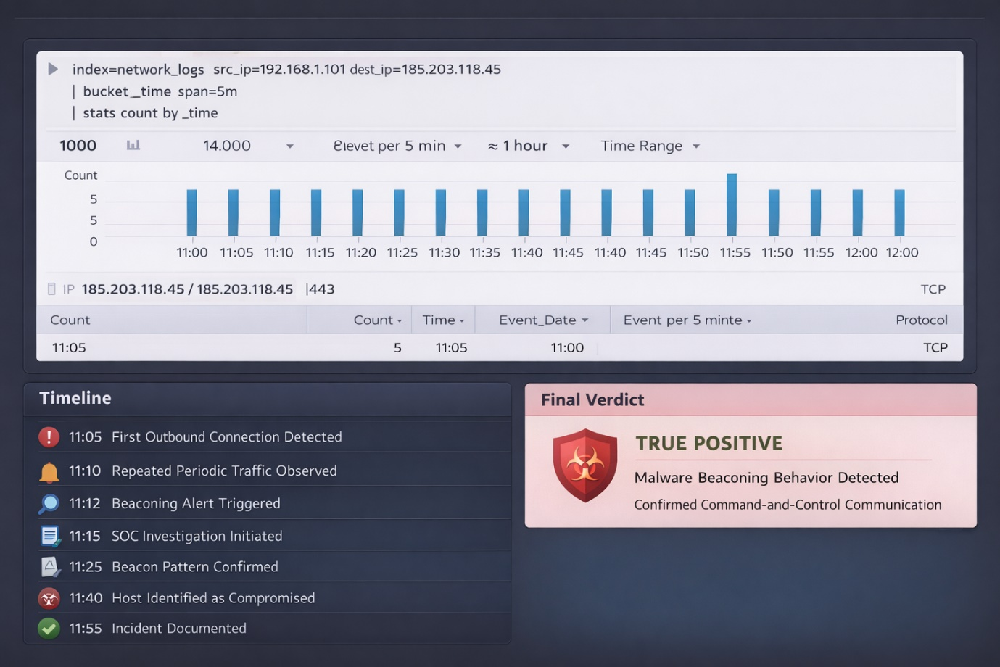 index=network_logs src_ip=192.168.1.101 dest_ip=185.203.118.45
| bucket_time span=5m
| stats count by _time
1000 14.000 per 5 min ≈ 1 hour Time Range
Count
5
5
0
11:00 11:05 11:10 11:15 11:20 11:25 11:30 11:35 11:40 11:45 11:40 11:45 11:50 11:55 11:50 11:55 12:00 12:00
IP 185.203.118.45 / 185.203.118.45 |443 TCP
Count Count Time Event_Date Event per 5 minte Protocol
11:05 5 11:05 11:00 TCP
Timeline
11:05 First Outbound Connection Detected
11:10 Repeated Periodic Traffic Observed
11:12 Beaconing Alert Triggered
11:15 SOC Investigation Initiated
11:25 Beacon Pattern Confirmed
11:40 Host Identified as Compromised
11:55 Incident Documented
Final Verdict
TRUE POSITIVE
Malware Beaconing Behavior Detected
Confirmed Command-and-Control Communication